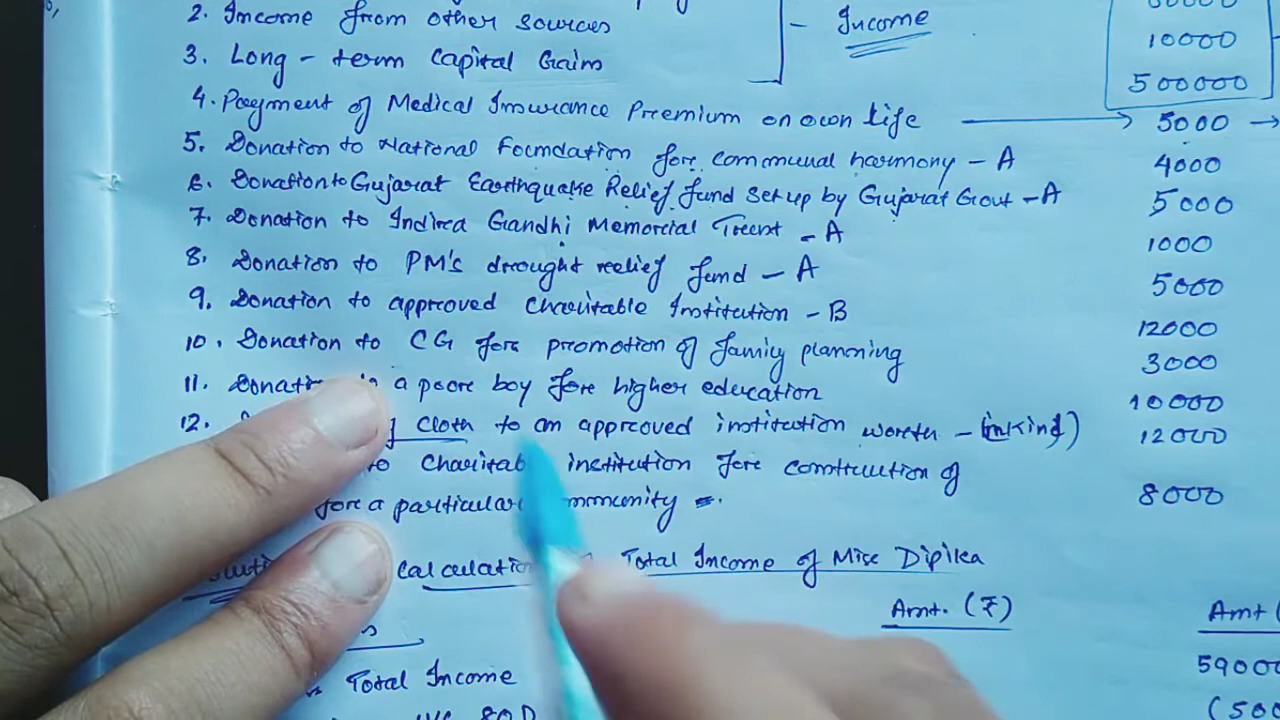 2. Income from other sources
Income
10000
3. Long-term Capital Gain
500000
4. Payment of Medical Insurance Premium on own life → 5000 →
5. Donation to National Foundation for communal harmony - A 4000
6. Donation to Gujarat Earthquake Relief fund set up by Gujarat Govt - A 5000
7. Donation to Indira Gandhi Memorial Trust - A 1000
8. Donation to PM's drought relief fund - A 5000
9. Donation to approved charitable Institution - B 12000
10. Donation to CG for promotion of family planning 3000
11. a poor boy for higher education 10000
12. cloth to an approved institution worth - (in kind) 12000
to institution for construction of
for a particular 8000
Total Income of Miss Dipika
Amt. (₹) Amt (
Total Income 5900
80D (500